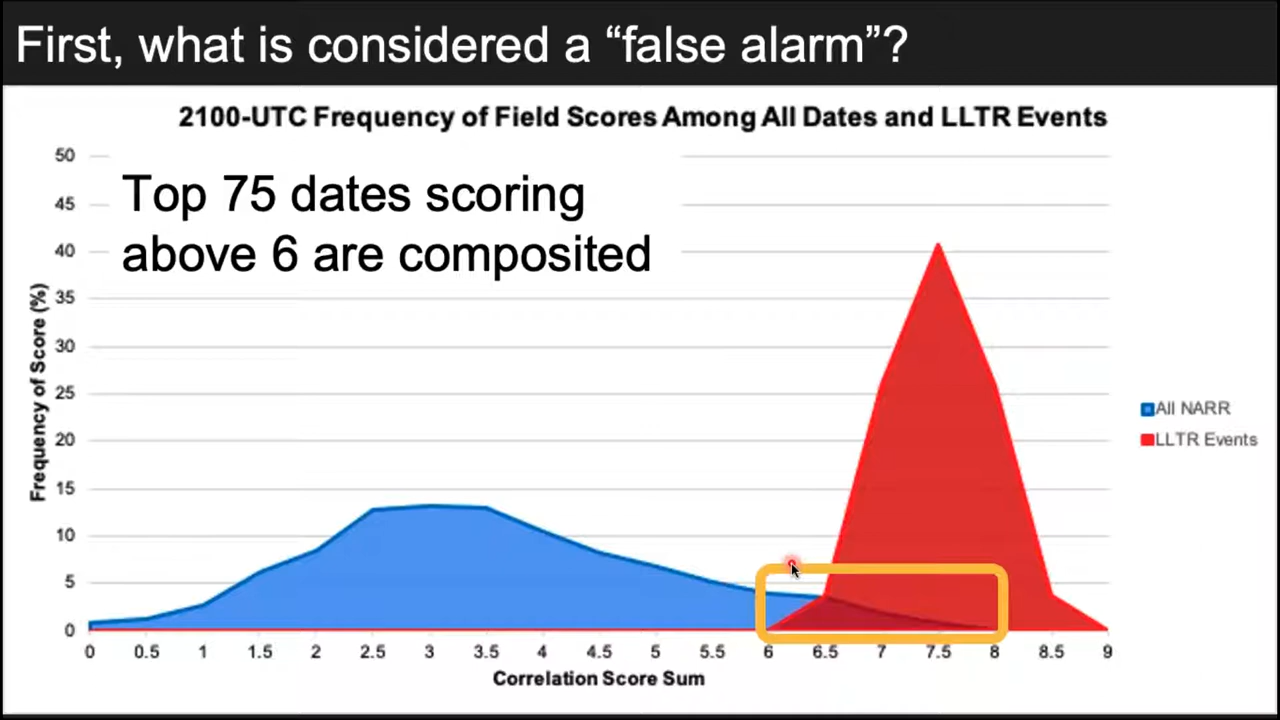 First, what is considered a “false alarm”?
2100-UTC Frequency of Field Scores Among All Dates and LLTR Events
Top 75 dates scoring
above 6 are composited
Frequency of Score (%)
50
45
40
35
30
25
20
15
10
5
0
0 0.5 1 1.5 2 2.5 3 3.5 4 4.5 5 5.5 6 6.5 7 7.5 8 8.5 9
Correlation Score Sum
All NARR
LLTR Events